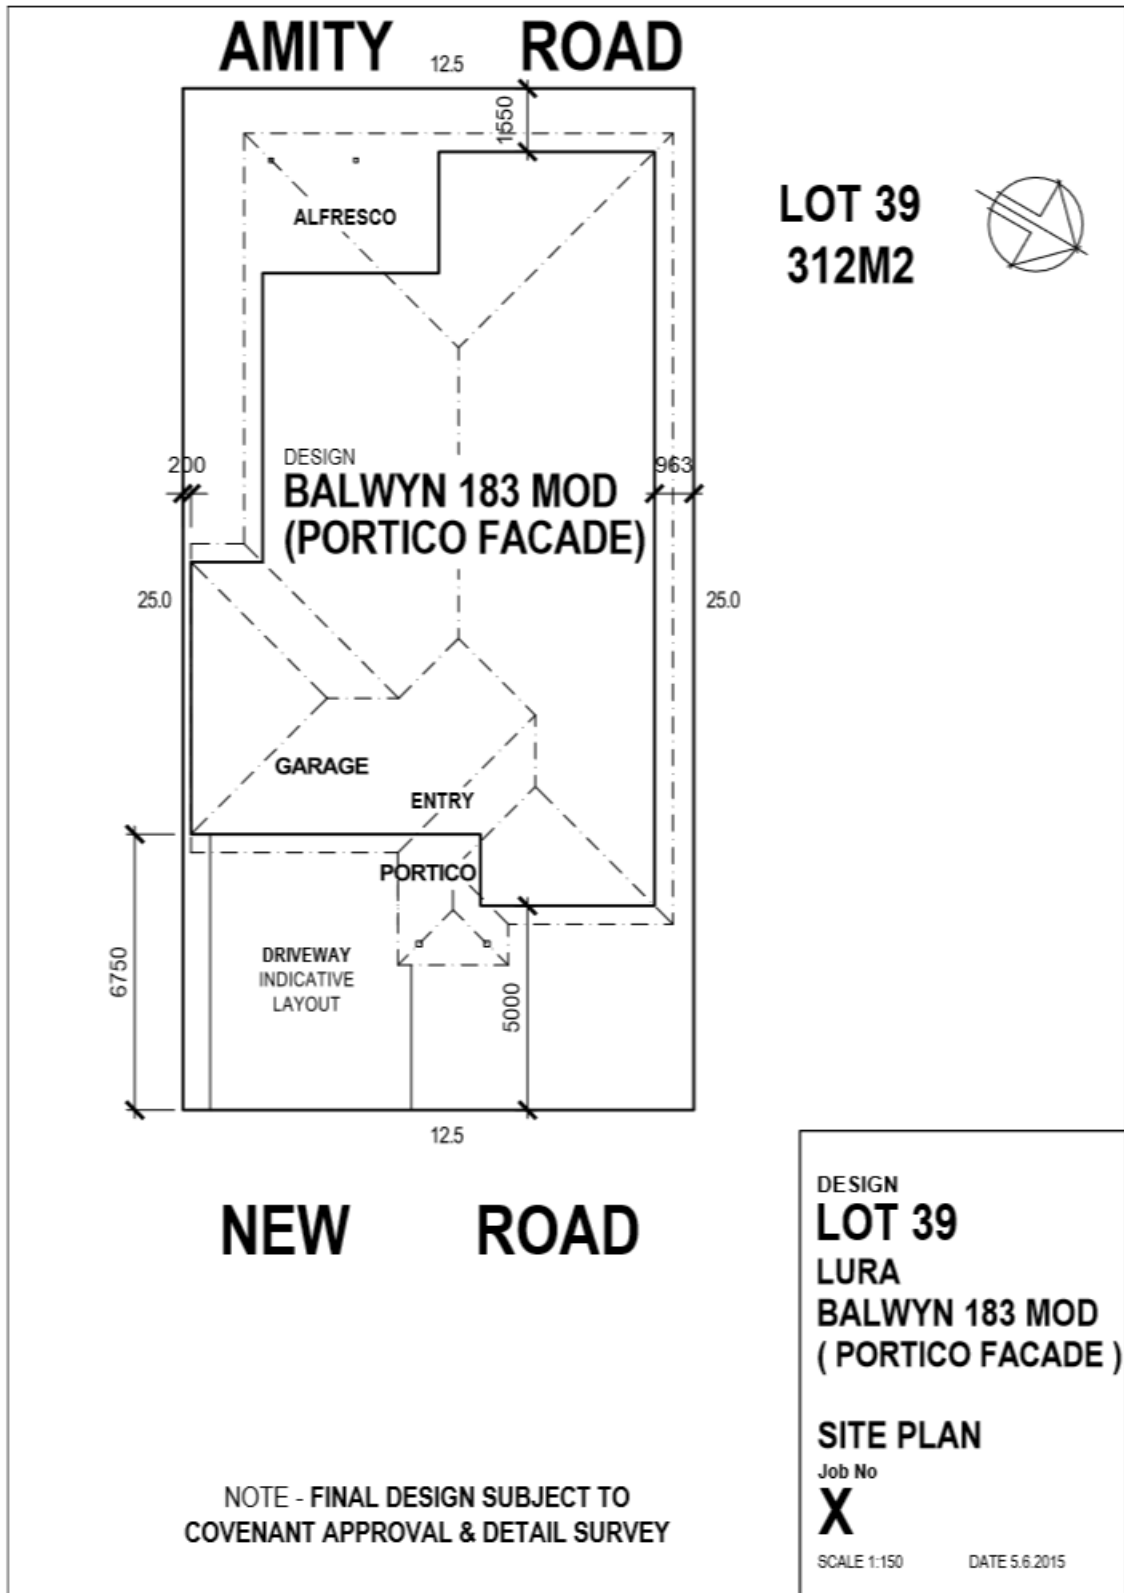 AMITY ROAD
12.5
1550
ALFRESCO
LOT 39
312M2
DESIGN
BALWYN 183 MOD
(PORTICO FACADE)
200
963
25.0
25.0
GARAGE
ENTRY
PORTICO
DRIVEWAY
INDICATIVE
LAYOUT
6750
5000
12.5
NEW ROAD
NOTE - FINAL DESIGN SUBJECT TO
COVENANT APPROVAL & DETAIL SURVEY
DESIGN
LOT 39
LURA
BALWYN 183 MOD
( PORTICO FACADE )
SITE PLAN
Job No
X
SCALE 1:150 DATE 5.6.2015